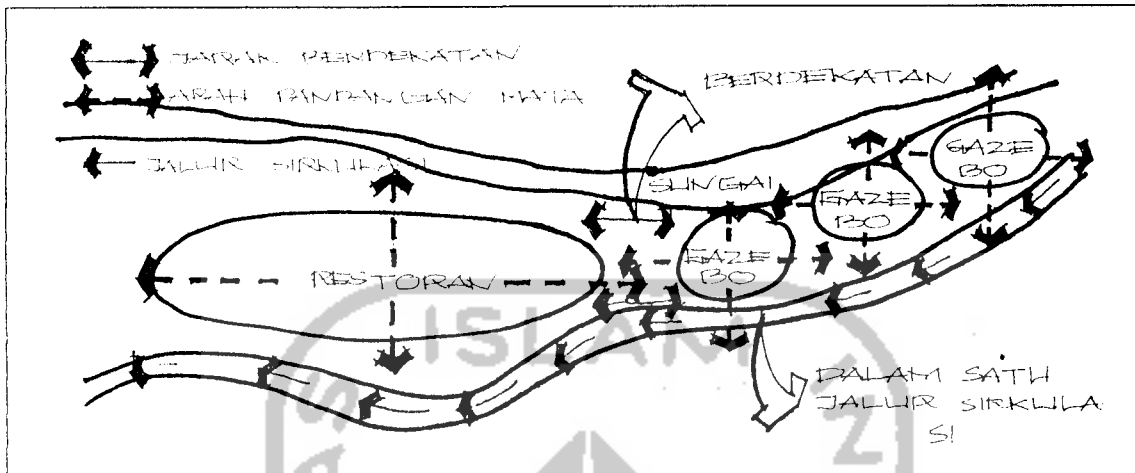 JARAK PENDEKATAN
ARAH PANDANGAN MATA
JALUR SIRKULASI
BERDEKATAN
SUNGAI
GAZE
BO
GAZE
BO
GAZE
BO
RESTORAN
DALAM SATU
JALUR SIRKULA
SI
ISLAM